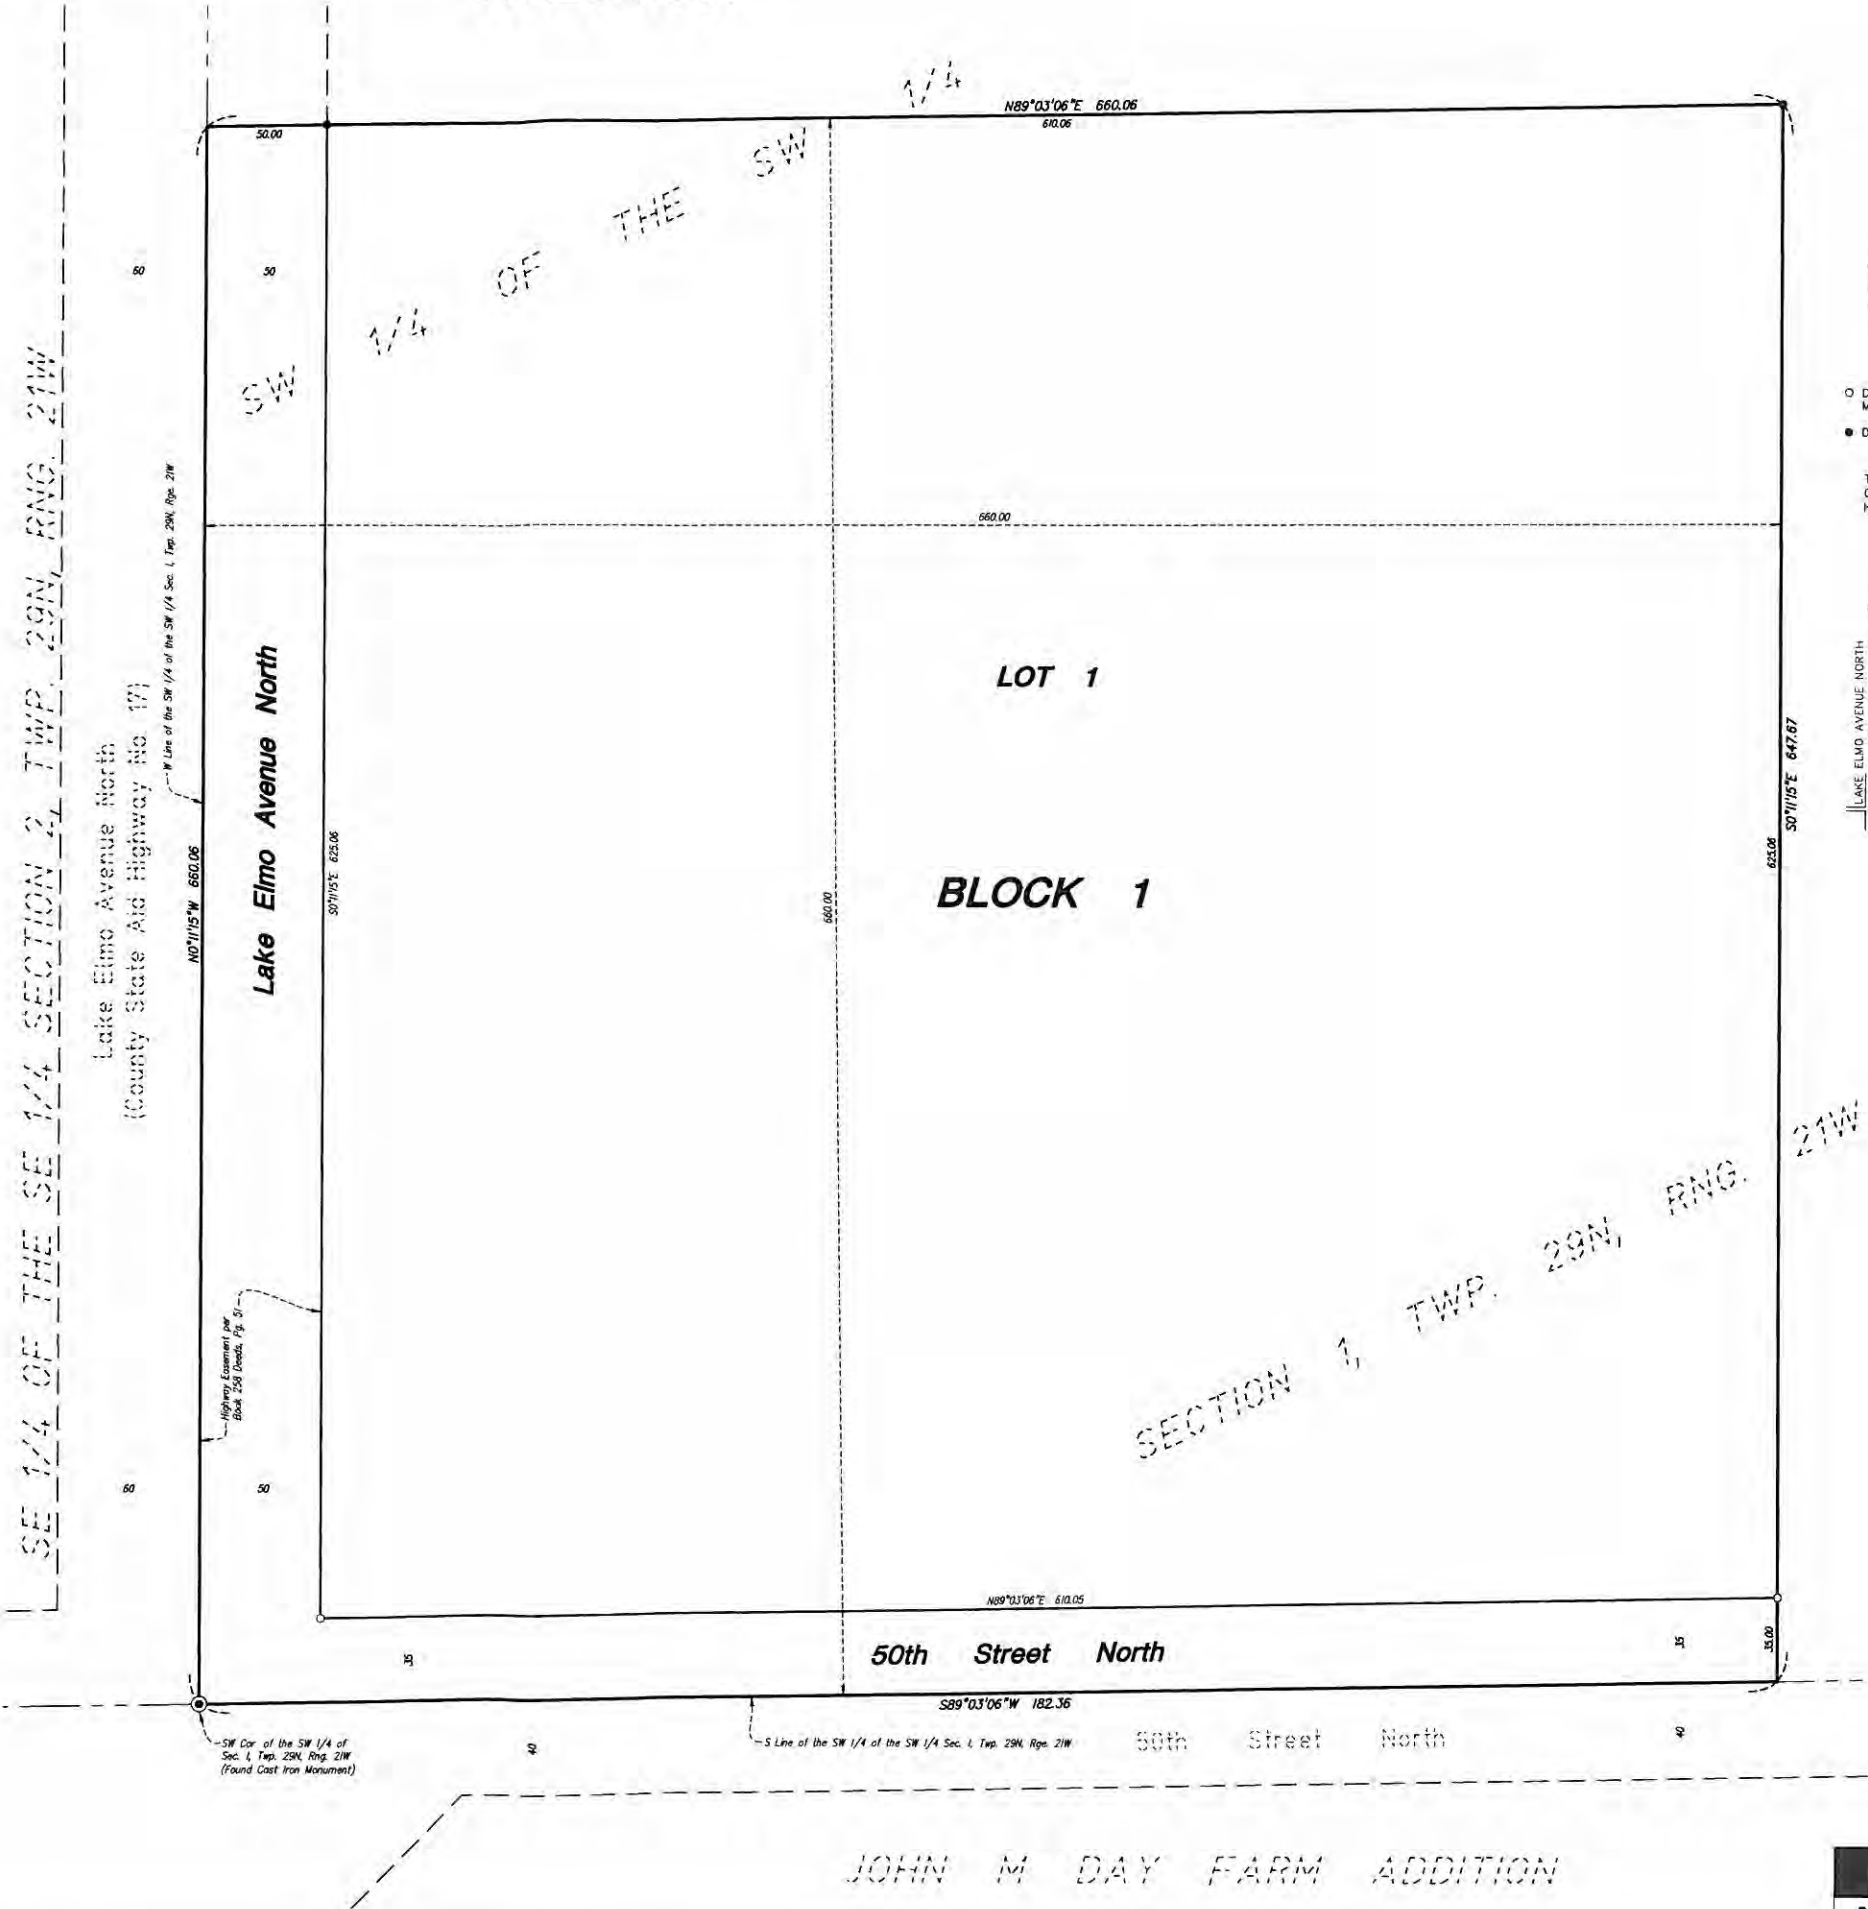 1/4
N89°03'06"E 660.06
50.00
610.06
SW 1/4 OF THE SW
60
50
660.00
W Line of the SW 1/4 of the SW 1/4 Sec. 1, Twp. 29N, Rge. 21W
SE 1/4 OF THE SE 1/4 SECTION 2, TWP. 29N, RNG. 21W
Lake Elmo Avenue North
(County State Aid Highway No. 17)
N0°11'15"W 660.06
Lake Elmo Avenue North
S0°11'15"E 625.06
660.00
LOT 1
BLOCK 1
625.06
S0°11'15"E 647.67
LAKE ELMO AVENUE NORTH
SECTION 1, TWP. 29N, RNG. 21W
Highway Easement per
Book 258 Deeds, Pg. 51
60
50
N89°03'06"E 610.05
35
50th Street North
35
35.00
S89°03'06"W 182.36
SW Cor of the SW 1/4 of
Sec. 1, Twp. 29N, Rng. 21W
(Found Cast Iron Monument)
40
S Line of the SW 1/4 of the SW 1/4 Sec. 1, Twp. 29N, Rge. 21W
50th Street North
40
JOHN M DAY FARM ADDITION